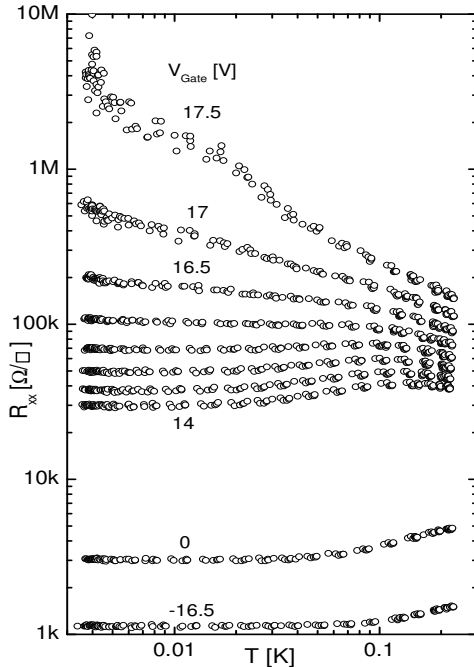 10M
V_Gate [V]
17.5
1M
17
16.5
R_xx [Ω/□]
100k
14
10k
0
-16.5
1k
0.01
0.1
T [K]